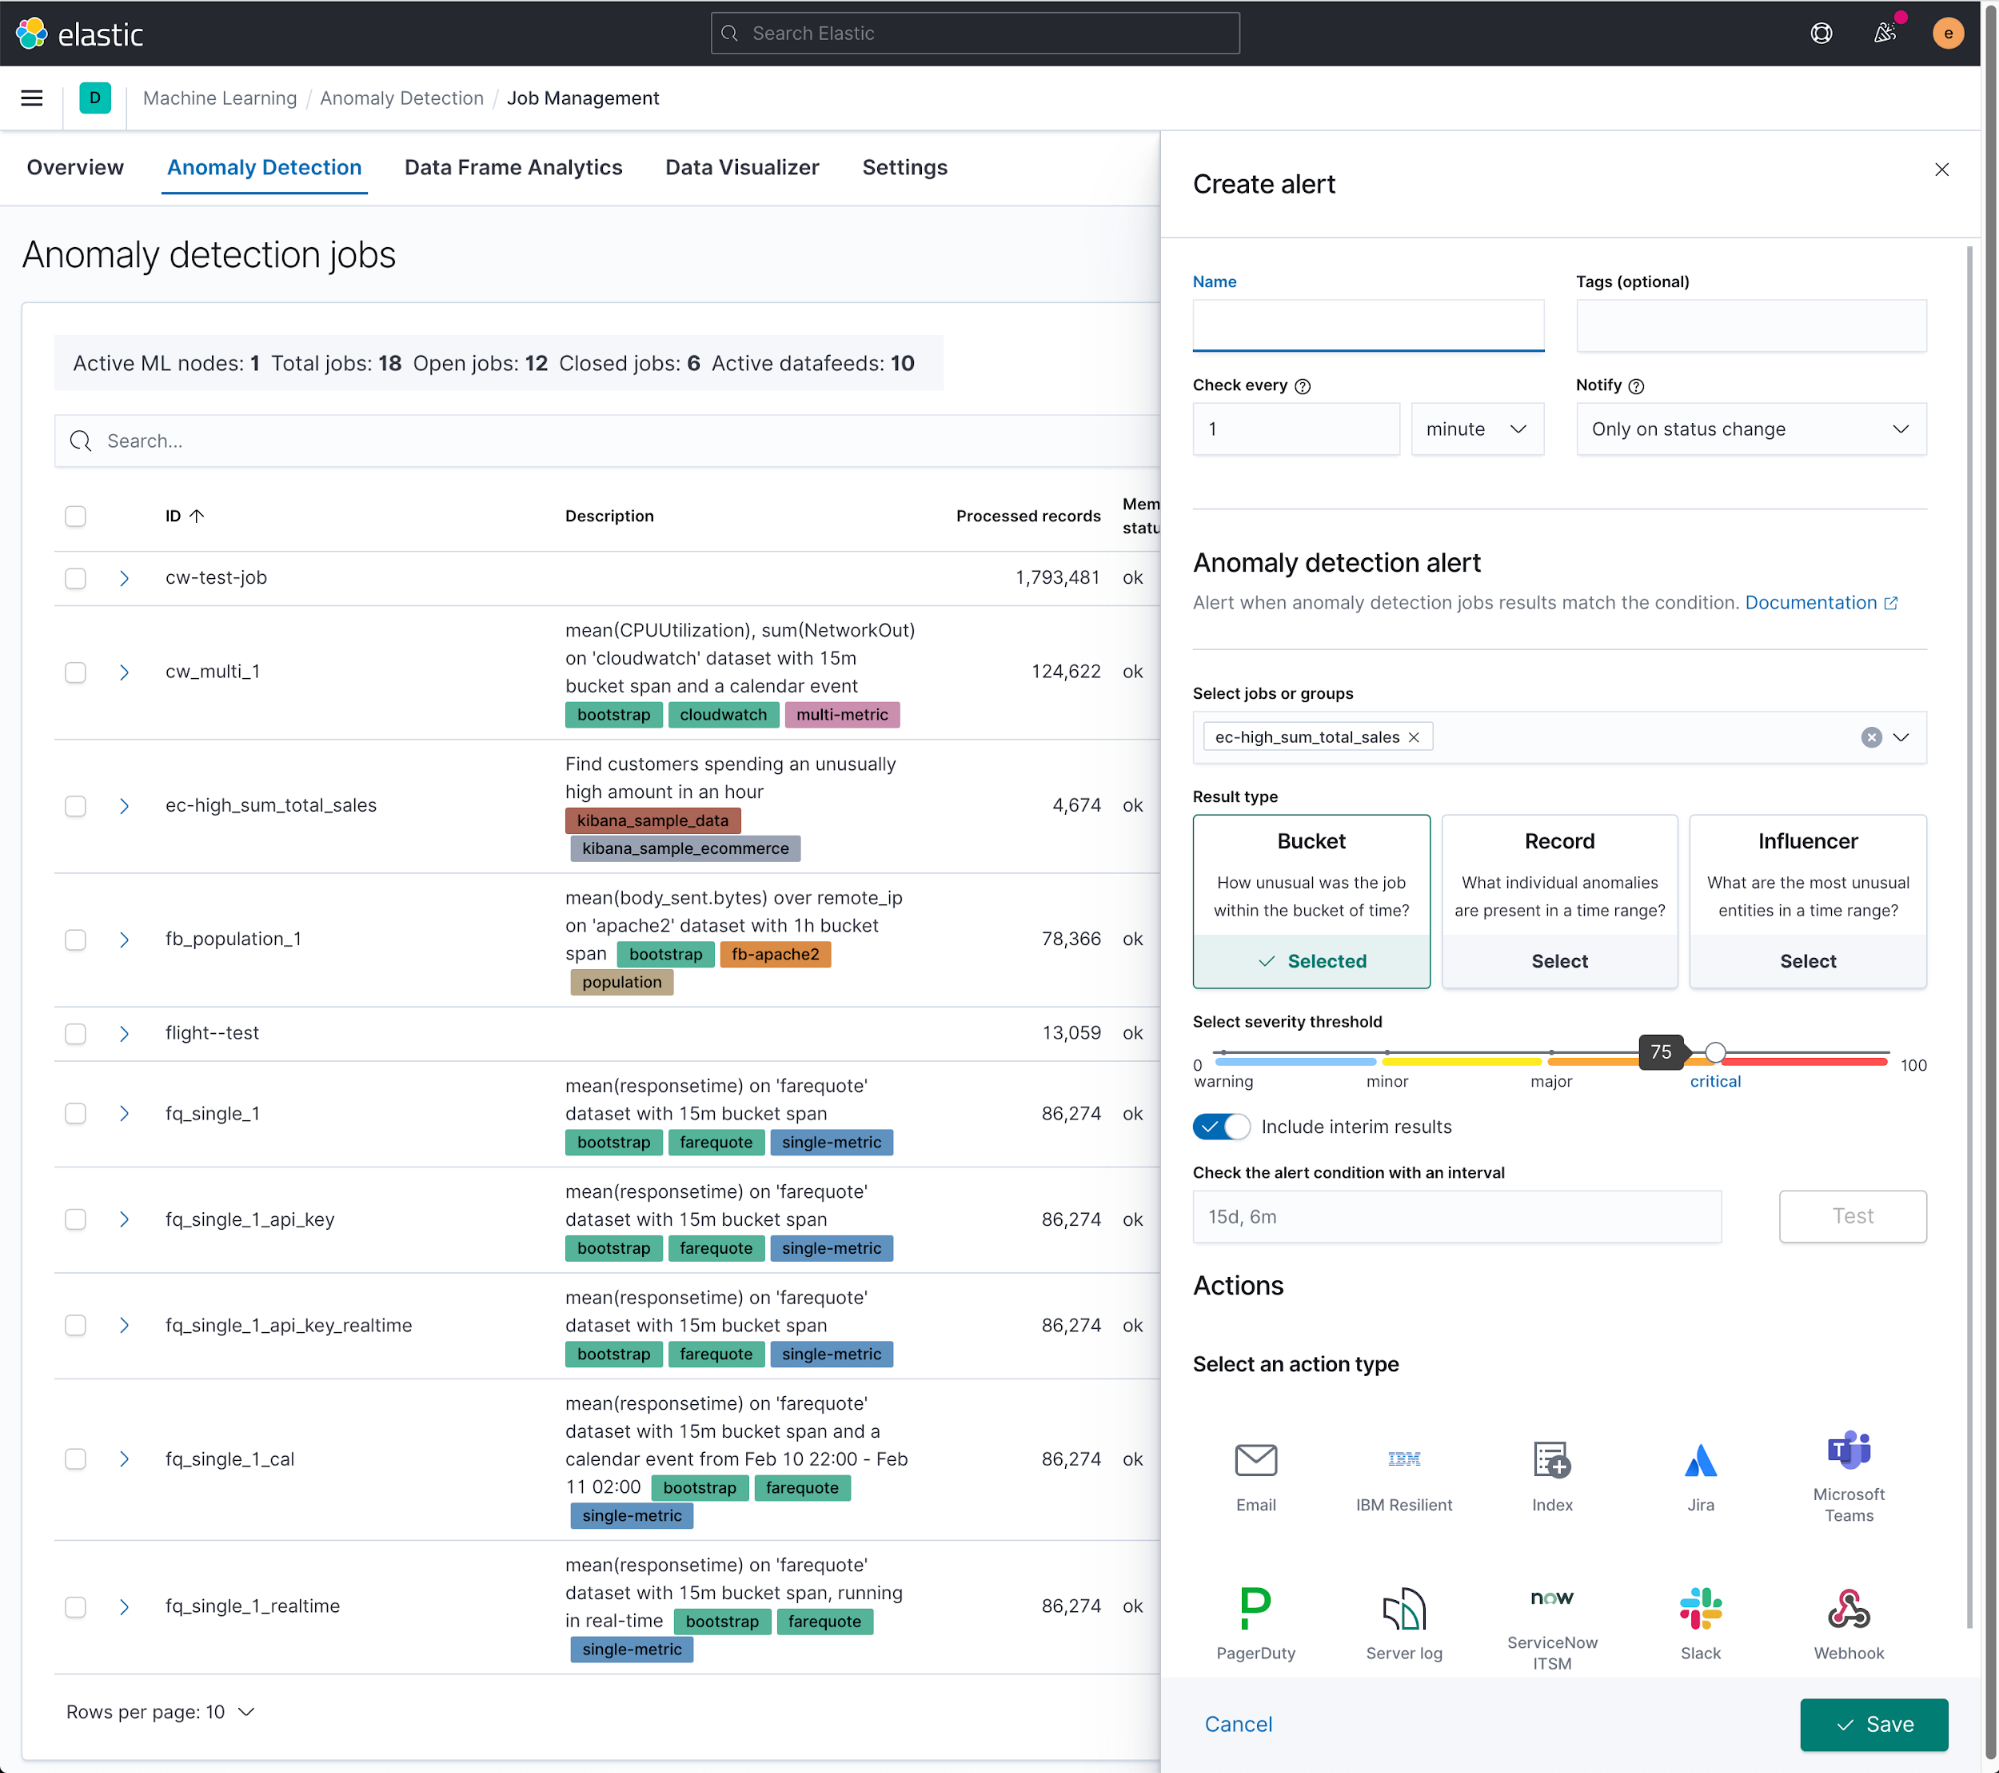 elastic
Search Elastic
e
D
Machine Learning / Anomaly Detection / Job Management
Overview
Anomaly Detection
Data Frame Analytics
Data Visualizer
Settings
Anomaly detection jobs
Active ML nodes: 1 Total jobs: 18 Open jobs: 12 Closed jobs: 6 Active datafeeds: 10
Search...
ID
Description
Processed records
Mem
statu
cw-test-job
1,793,481
ok
cw_multi_1
mean(CPUUtilization), sum(NetworkOut)
on 'cloudwatch' dataset with 15m
bucket span and a calendar event
bootstrap cloudwatch multi-metric
124,622
ok
ec-high_sum_total_sales
Find customers spending an unusually
high amount in an hour
kibana_sample_data
kibana_sample_ecommerce
4,674
ok
fb_population_1
mean(body_sent.bytes) over remote_ip
on 'apache2' dataset with 1h bucket
span bootstrap fb-apache2
population
78,366
ok
flight--test
13,059
ok
fq_single_1
mean(responsetime) on 'farequote'
dataset with 15m bucket span
bootstrap farequote single-metric
86,274
ok
fq_single_1_api_key
mean(responsetime) on 'farequote'
dataset with 15m bucket span
bootstrap farequote single-metric
86,274
ok
fq_single_1_api_key_realtime
mean(responsetime) on 'farequote'
dataset with 15m bucket span
bootstrap farequote single-metric
86,274
ok
fq_single_1_cal
mean(responsetime) on 'farequote'
dataset with 15m bucket span and a
calendar event from Feb 10 22:00 - Feb
11 02:00 bootstrap farequote
single-metric
86,274
ok
fq_single_1_realtime
mean(responsetime) on 'farequote'
dataset with 15m bucket span, running
in real-time bootstrap farequote
single-metric
86,274
ok
Rows per page: 10
Create alert
Name
Tags (optional)
Check every
Notify
1
minute
Only on status change
Anomaly detection alert
Alert when anomaly detection jobs results match the condition. Documentation
Select jobs or groups
ec-high_sum_total_sales
Result type
Bucket
How unusual was the job
within the bucket of time?
Selected
Record
What individual anomalies
are present in a time range?
Select
Influencer
What are the most unusual
entities in a time range?
Select
Select severity threshold
75
0
100
warning
minor
major
critical
Include interim results
Check the alert condition with an interval
15d, 6m
Test
Actions
Select an action type
Email
IBM
IBM Resilient
Index
Jira
T
Microsoft
Teams
P
PagerDuty
Server log
now
ServiceNow
ITSM
Slack
Webhook
Cancel
Save